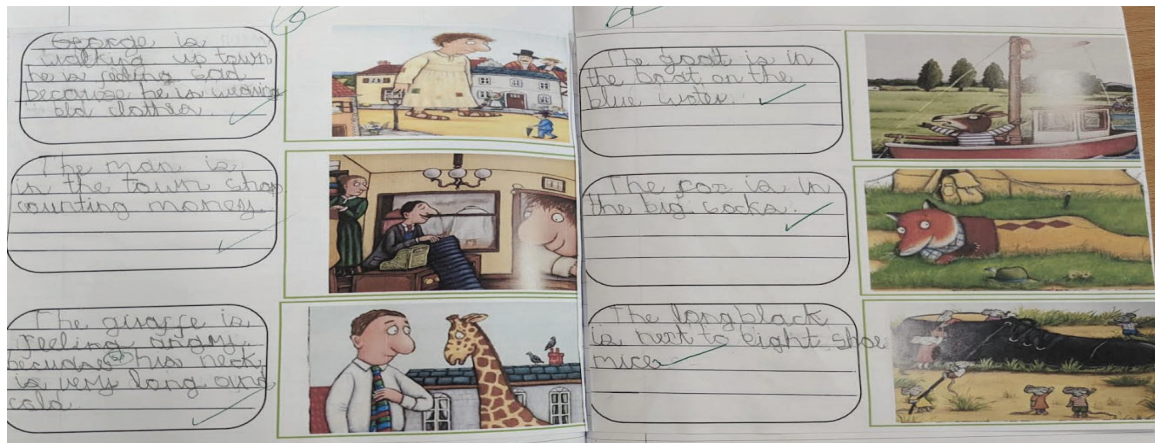 George is
walking up town
he is feeling sad
because he is wearing
old clothes.
The man is
in the town shop
counting money.
The giraffe is
feeling angry
because his neck
is very long and
cold
The goat is in
the boat on the
blue water.
The fox is in
the big socks.
The long black
is next to eight shoe
mices